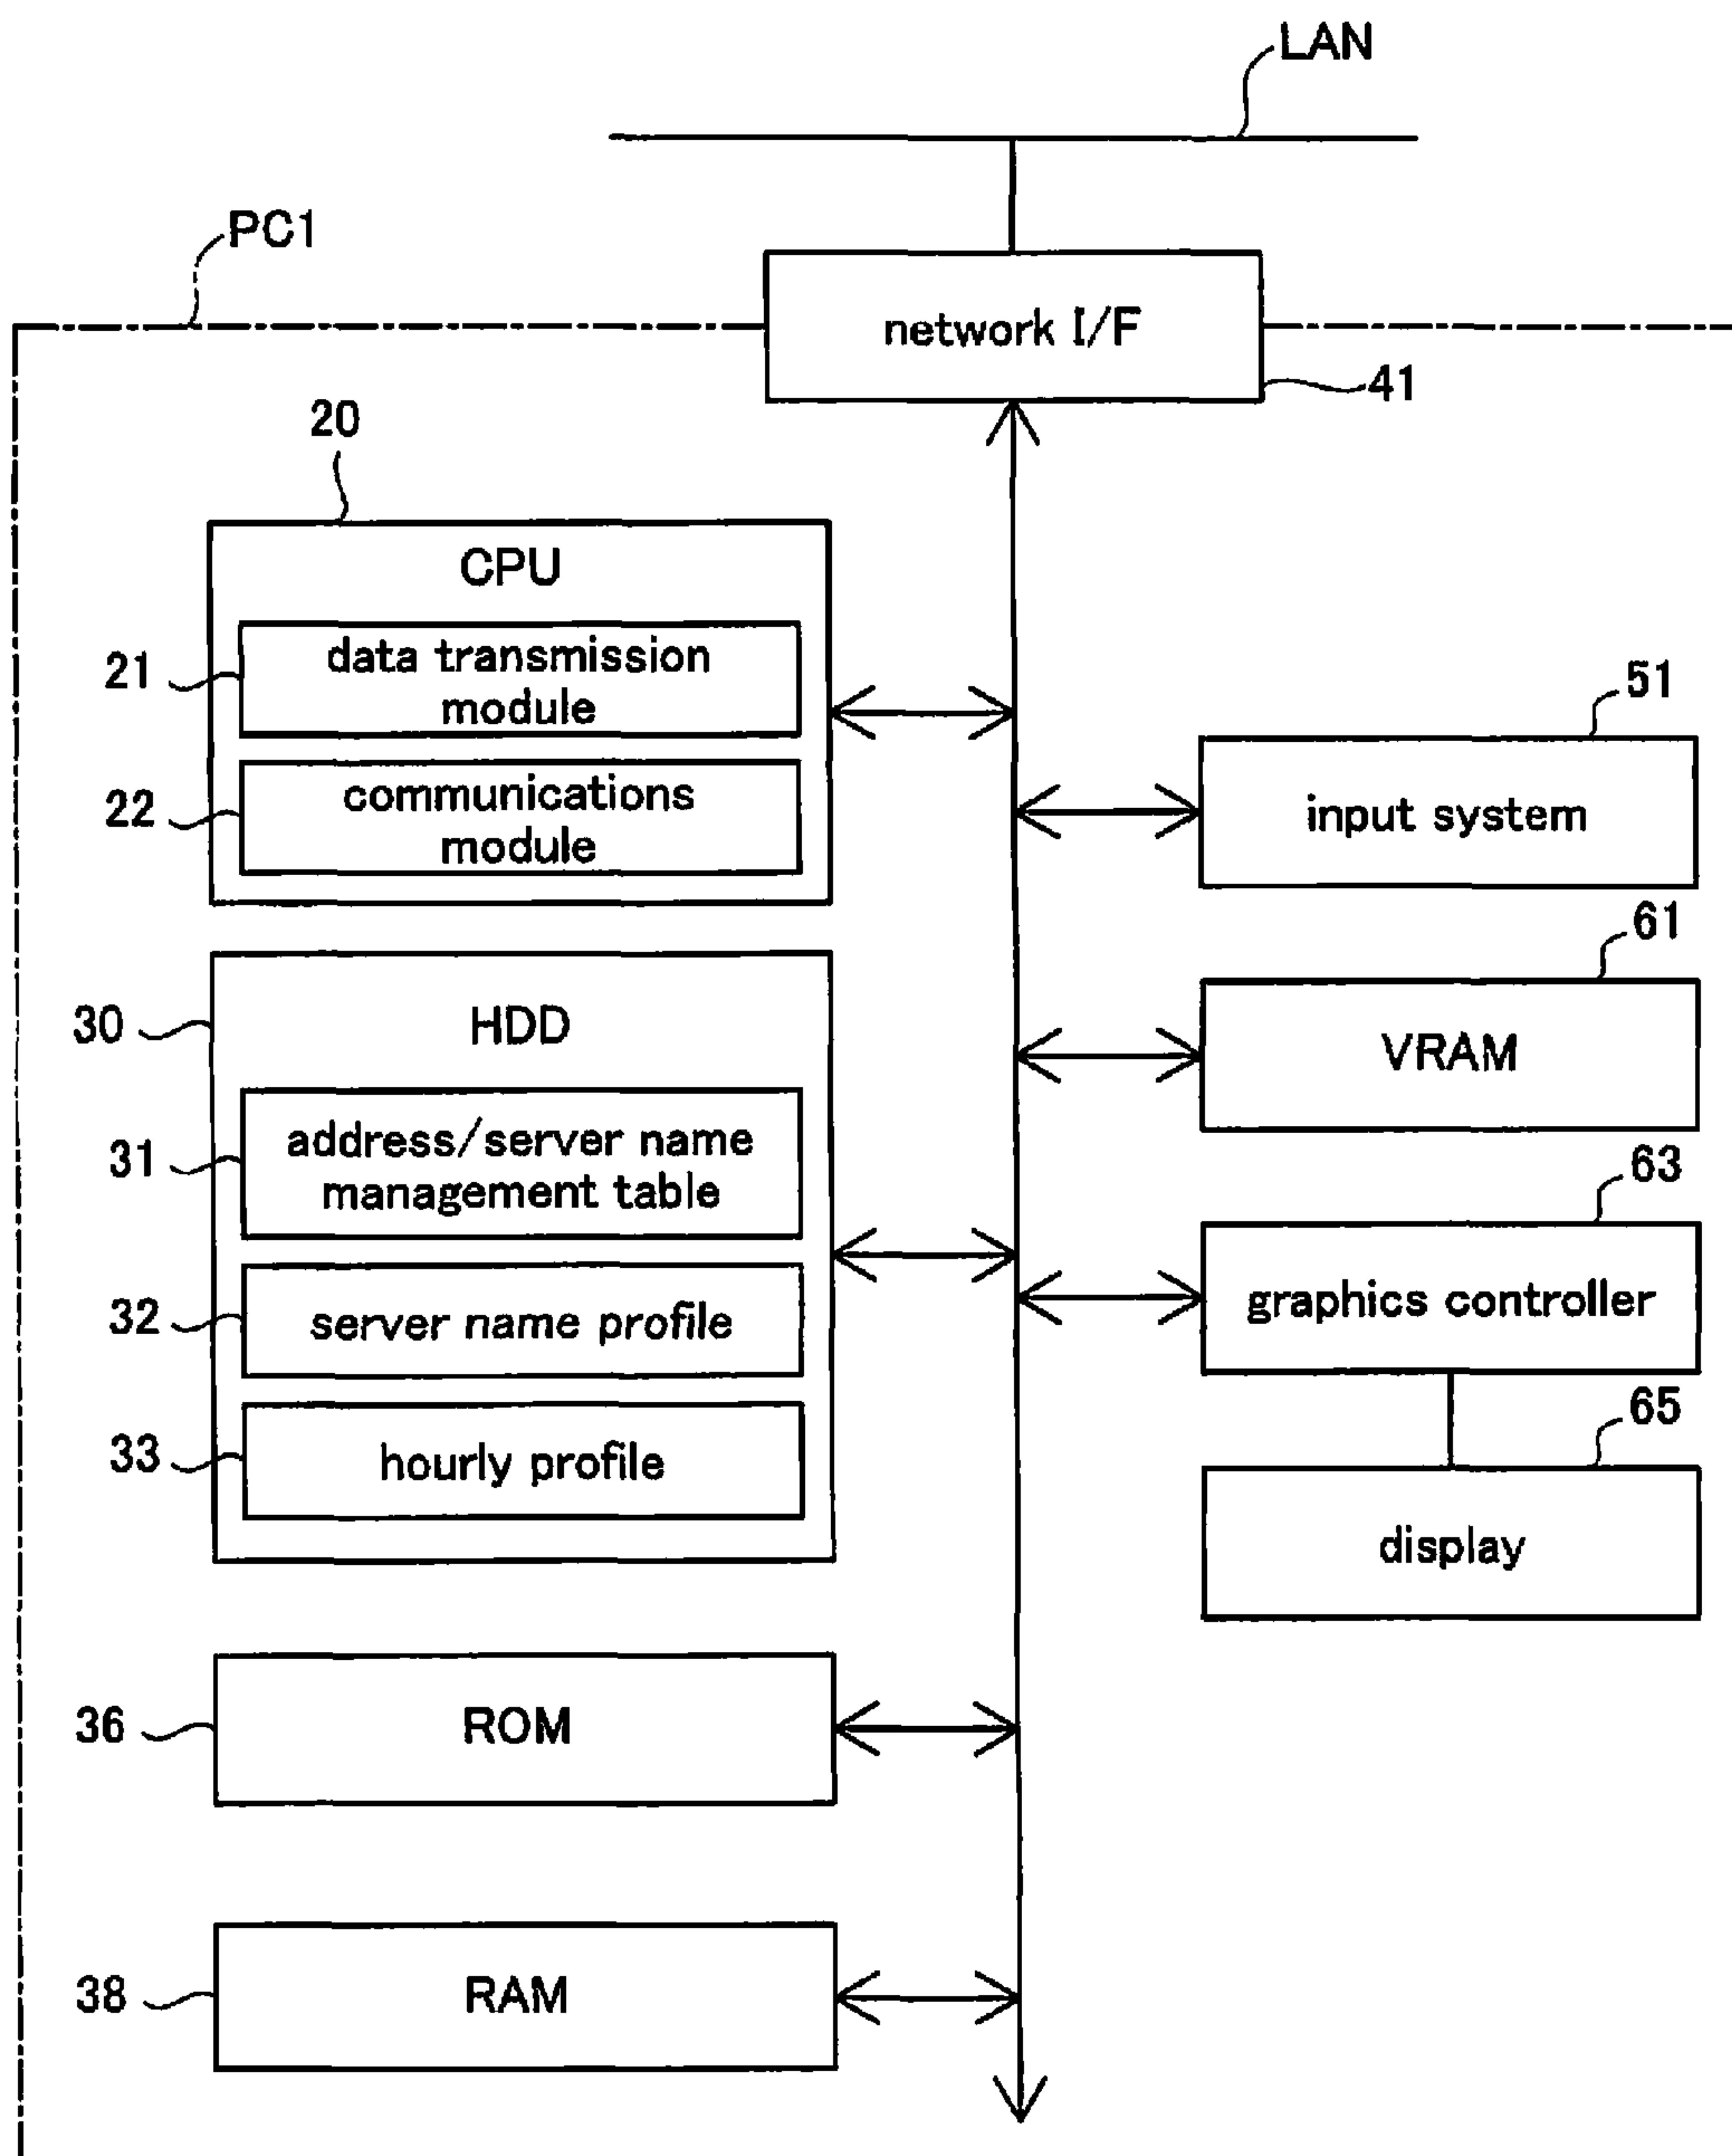 LAN
PC1
network I/F
41
20
CPU
21
data transmission
module
22
communications
module
51
input system
61
VRAM
30
HDD
31
address/server name
management table
32
server name profile
33
hourly profile
63
graphics controller
65
display
36
ROM
38
RAM